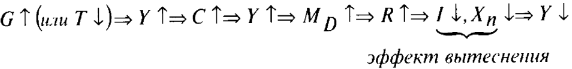 G ↑ (или T ↓) ⇒ Y ↑⇒ C ↑⇒ Y ↑⇒ M_D ↑⇒ R ↑⇒ I ↓, X_n ↓⇒ Y ↓
эффект вытеснения